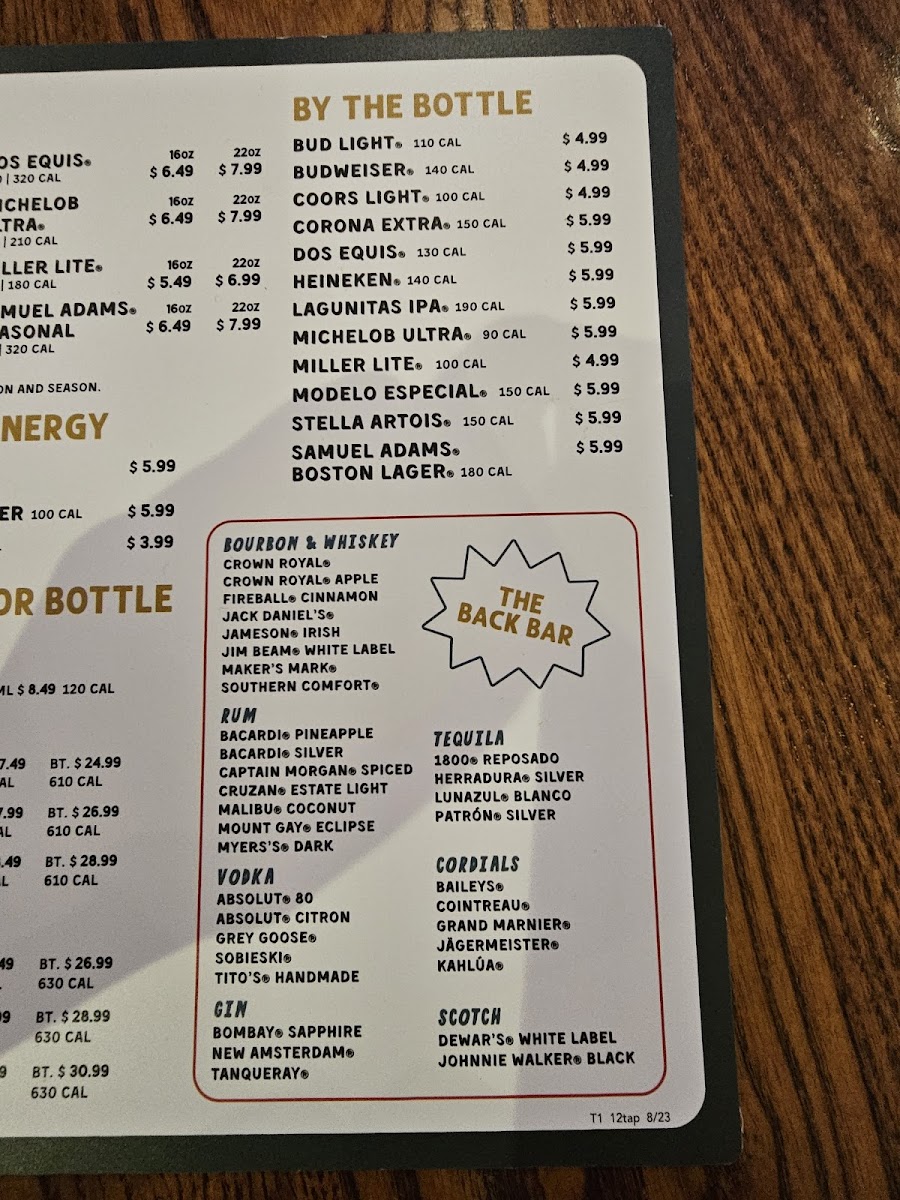 16oz 22oz
OS EQUIS® $ 6.49 $ 7.99
| 320 CAL
ICHELOB 16oz 22oz
TRA® $ 6.49 $ 7.99
| 210 CAL
LLER LITE® 16oz 22oz
| 180 CAL $ 5.49 $ 6.99
MUEL ADAMS® 16oz 22oz
ASONAL $ 6.49 $ 7.99
| 320 CAL
ON AND SEASON.
NERGY
$ 5.99
ER 100 CAL $ 5.99
$ 3.99
OR BOTTLE
ML $ 8.49 120 CAL
7.49 BT. $ 24.99
AL 610 CAL
7.99 BT. $ 26.99
AL 610 CAL
.49 BT. $ 28.99
L 610 CAL
49 BT. $ 26.99
630 CAL
9 BT. $ 28.99
630 CAL
9 BT. $ 30.99
630 CAL
BY THE BOTTLE
BUD LIGHT® 110 CAL $ 4.99
BUDWEISER® 140 CAL $ 4.99
COORS LIGHT® 100 CAL $ 4.99
CORONA EXTRA® 150 CAL $ 5.99
DOS EQUIS® 130 CAL $ 5.99
HEINEKEN® 140 CAL $ 5.99
LAGUNITAS IPA® 190 CAL $ 5.99
MICHELOB ULTRA® 90 CAL $ 5.99
MILLER LITE® 100 CAL $ 4.99
MODELO ESPECIAL® 150 CAL $ 5.99
STELLA ARTOIS® 150 CAL $ 5.99
SAMUEL ADAMS® $ 5.99
BOSTON LAGER® 180 CAL
THE
BACK BAR
BOURBON & WHISKEY
CROWN ROYAL®
CROWN ROYAL® APPLE
FIREBALL® CINNAMON
JACK DANIEL'S®
JAMESON® IRISH
JIM BEAM® WHITE LABEL
MAKER'S MARK®
SOUTHERN COMFORT®
RUM
BACARDI® PINEAPPLE
BACARDI® SILVER
CAPTAIN MORGAN® SPICED
CRUZAN® ESTATE LIGHT
MALIBU® COCONUT
MOUNT GAY® ECLIPSE
MYERS'S® DARK
VODKA
ABSOLUT® 80
ABSOLUT® CITRON
GREY GOOSE®
SOBIESKI®
TITO'S® HANDMADE
GIN
BOMBAY® SAPPHIRE
NEW AMSTERDAM®
TANQUERAY®
TEQUILA
1800® REPOSADO
HERRADURA® SILVER
LUNAZUL® BLANCO
PATRÓN® SILVER
CORDIALS
BAILEYS®
COINTREAU®
GRAND MARNIER®
JÄGERMEISTER®
KAHLÚA®
SCOTCH
DEWAR'S® WHITE LABEL
JOHNNIE WALKER® BLACK
T1 12tap 8/23